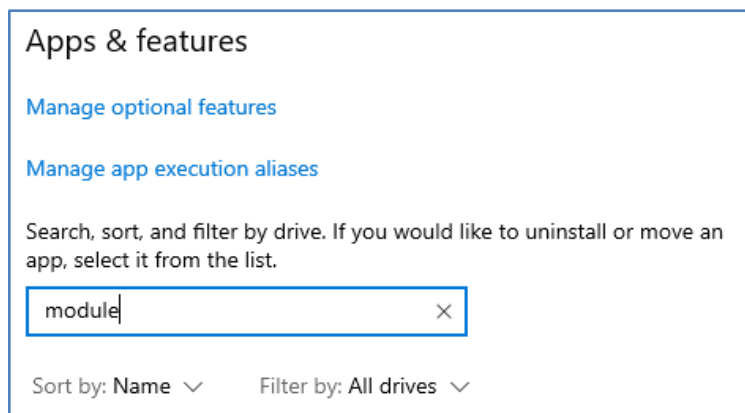 Apps & features
Manage optional features
Manage app execution aliases
Search, sort, and filter by drive. If you would like to uninstall or move an
app, select it from the list.
module
Sort by: Name Filter by: All drives